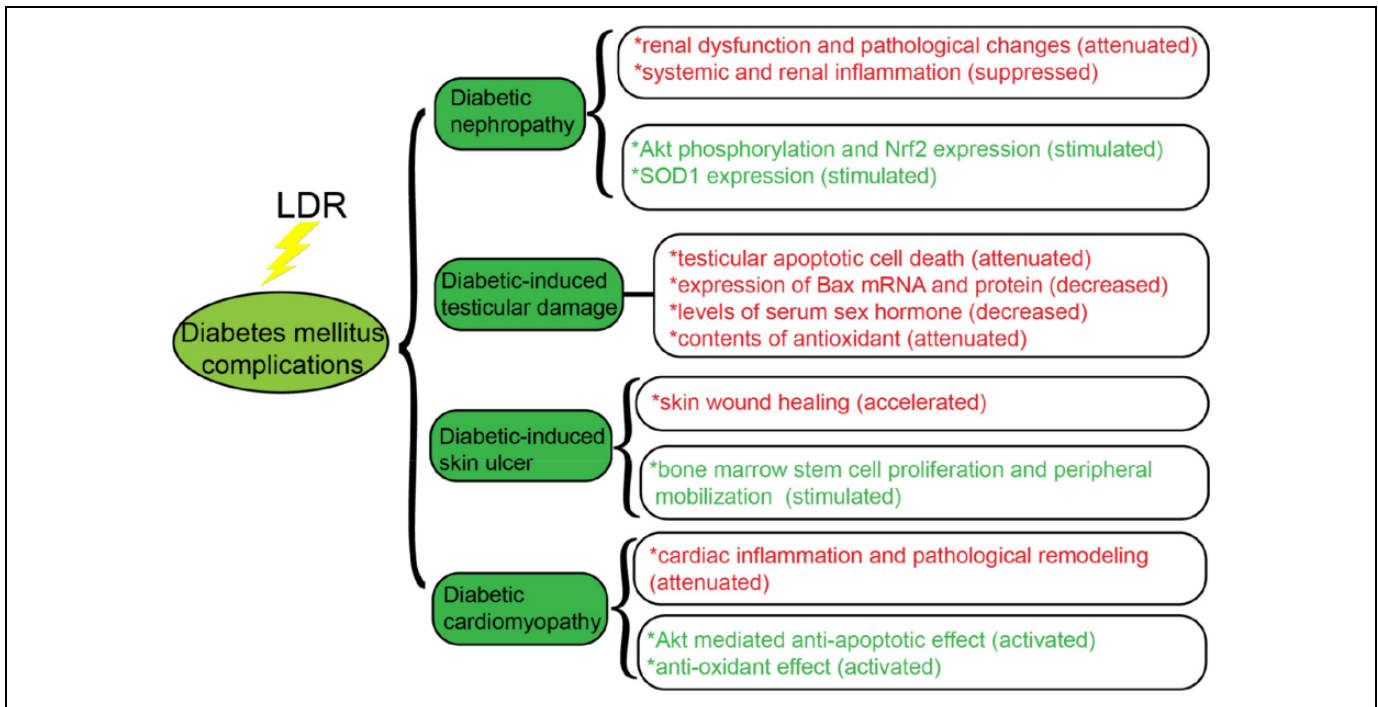 LDR
Diabetes mellitus
complications
Diabetic
nephropathy
*renal dysfunction and pathological changes (attenuated)
*systemic and renal inflammation (suppressed)
*Akt phosphorylation and Nrf2 expression (stimulated)
*SOD1 expression (stimulated)
Diabetic-induced
testicular damage
*testicular apoptotic cell death (attenuated)
*expression of Bax mRNA and protein (decreased)
*levels of serum sex hormone (decreased)
*contents of antioxidant (attenuated)
Diabetic-induced
skin ulcer
*skin wound healing (accelerated)
*bone marrow stem cell proliferation and peripheral
mobilization (stimulated)
Diabetic
cardiomyopathy
*cardiac inflammation and pathological remodeling
(attenuated)
*Akt mediated anti-apoptotic effect (activated)
*anti-oxidant effect (activated)